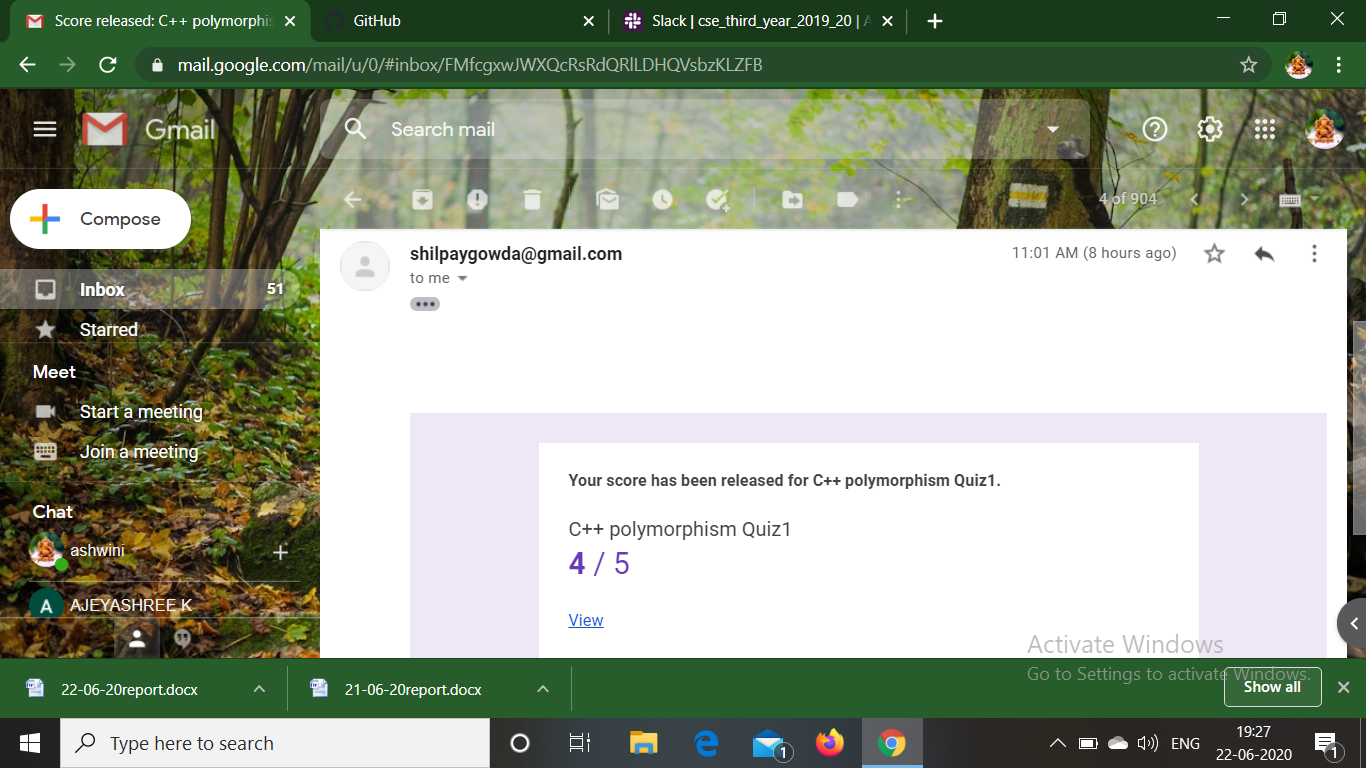 Score released: C++ polymorphis
GitHub
Slack | cse_third_year_2019_20 | A
mail.google.com/mail/u/0/#inbox/FMfcgxwJWXQcRsRdQRlLDHQVsbzKLZFB
Gmail
Search mail
4 of 904
Compose
shilpaygowda@gmail.com
11:01 AM (8 hours ago)
to me
Inbox
51
Starred
Meet
Start a meeting
Join a meeting
Your score has been released for C++ polymorphism Quiz1.
Chat
C++ polymorphism Quiz1
ashwini
4 / 5
A AJEYASHREE K
View
Activate Windows
Go to Settings to activate Windows.
22-06-20report.docx
21-06-20report.docx
Show all
Type here to search
1
ENG
19:27
22-06-2020
1